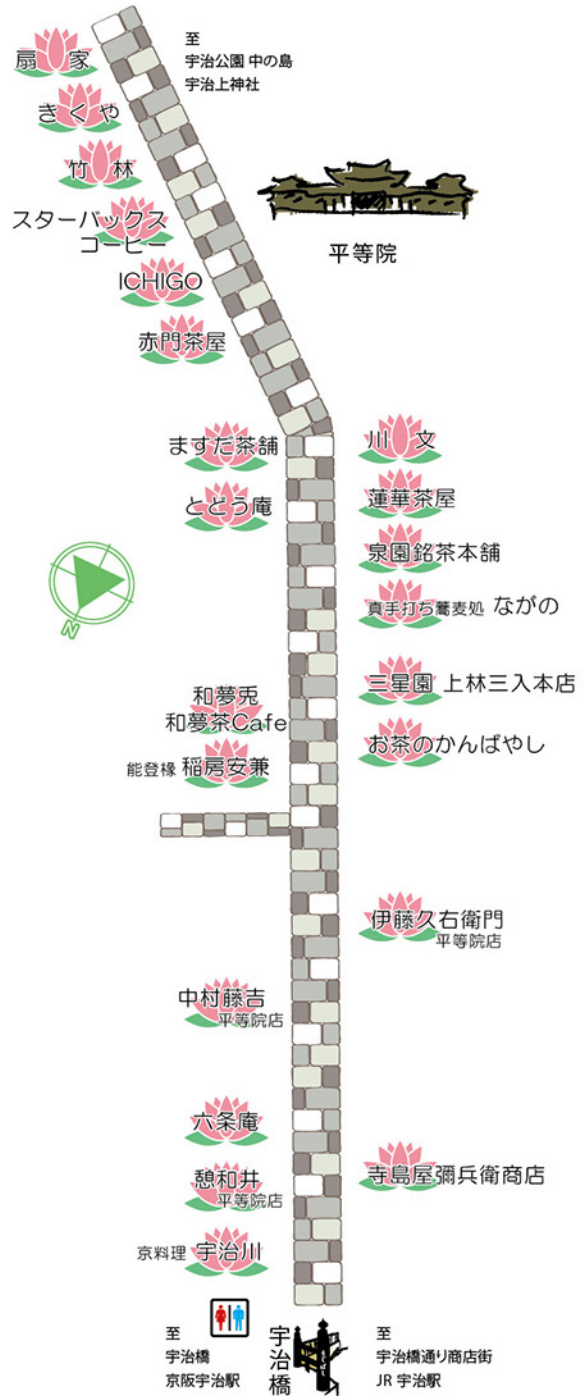 至
宇治公園 中の島
宇治上神社
扇 家
きくや
竹 林
スターバックス
コーヒー
ICHIGO
赤門茶屋
平等院
ますだ茶舗
とどう庵
川 文
蓮華茶屋
泉園銘茶本舗
真手打ち蕎麦処 ながの
三星園 上林三入本店
お茶のかんばやし
N
和夢兎
和夢茶Cafe
能登椽 稲房安兼
伊藤久右衛門
平等院店
中村藤吉
平等院店
六条庵
憩和井
平等院店
寺島屋彌兵衛商店
京料理 宇治川
至
宇治橋
京阪宇治駅
宇治橋
至
宇治橋通り商店街
JR 宇治駅